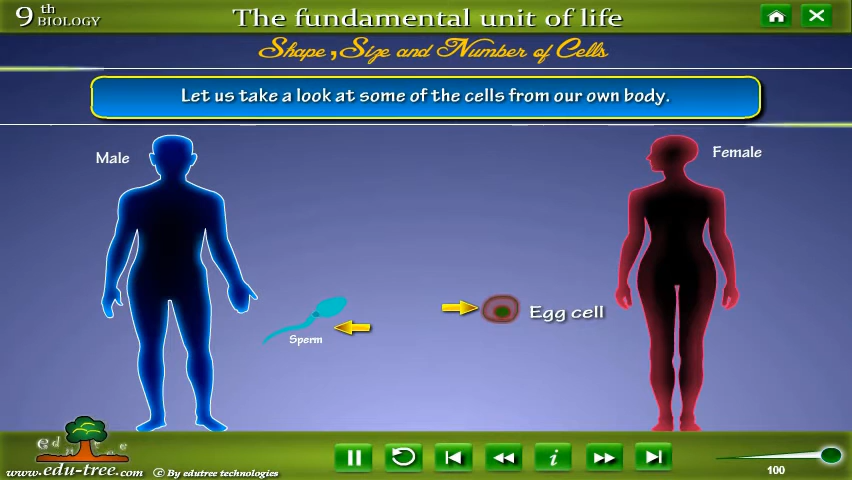 9th BIOLOGY
The fundamental unit of life
Shape, Size and Number of Cells
Let us take a look at some of the cells from our own body.
Male
Female
Egg cell
Sperm
www.edu-tree.com © By edutree technologies
i
100